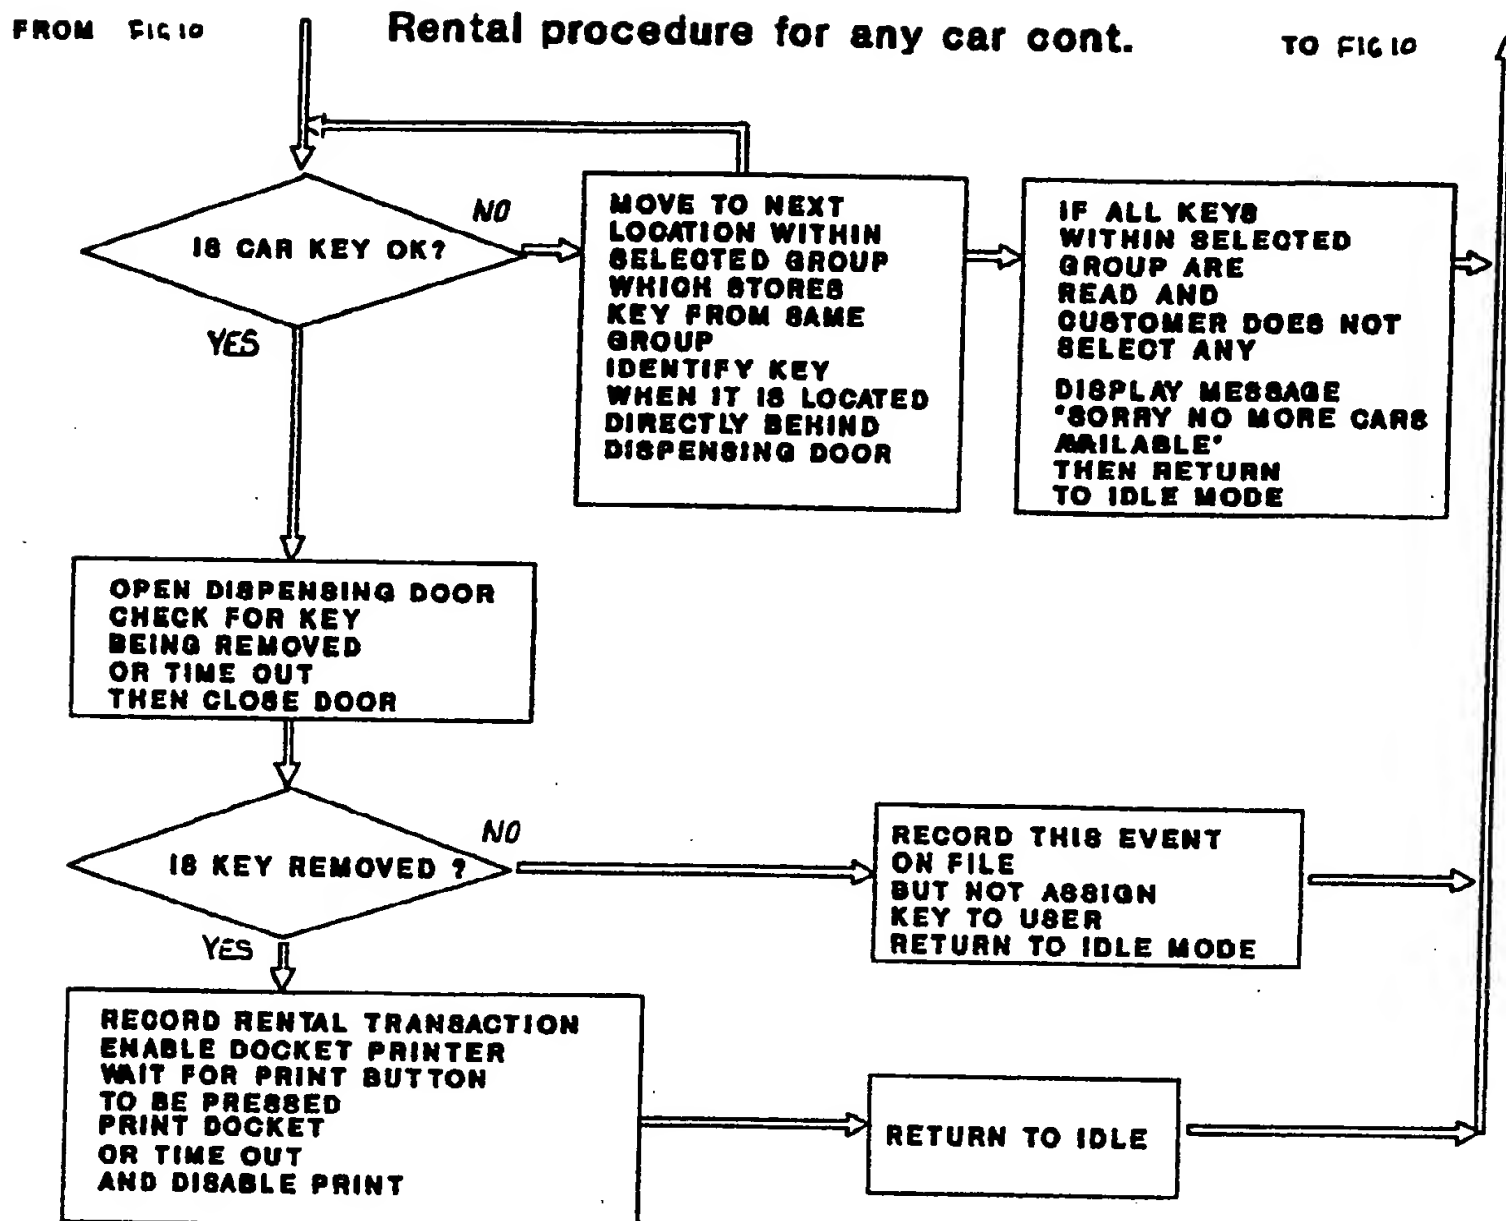 FROM FIG 10
Rental procedure for any car cont.
TO FIG 10
IS CAR KEY OK?
NO
YES
MOVE TO NEXT
LOCATION WITHIN
SELECTED GROUP
WHICH STORES
KEY FROM SAME
GROUP
IDENTIFY KEY
WHEN IT IS LOCATED
DIRECTLY BEHIND
DISPENSING DOOR
IF ALL KEYS
WITHIN SELECTED
GROUP ARE
READ AND
CUSTOMER DOES NOT
SELECT ANY
DISPLAY MESSAGE
"SORRY NO MORE CARS
AVAILABLE"
THEN RETURN
TO IDLE MODE
OPEN DISPENSING DOOR
CHECK FOR KEY
BEING REMOVED
OR TIME OUT
THEN CLOSE DOOR
IS KEY REMOVED ?
NO
YES
RECORD THIS EVENT
ON FILE
BUT NOT ASSIGN
KEY TO USER
RETURN TO IDLE MODE
RECORD RENTAL TRANSACTION
ENABLE DOCKET PRINTER
WAIT FOR PRINT BUTTON
TO BE PRESSED
PRINT DOCKET
OR TIME OUT
AND DISABLE PRINT
RETURN TO IDLE